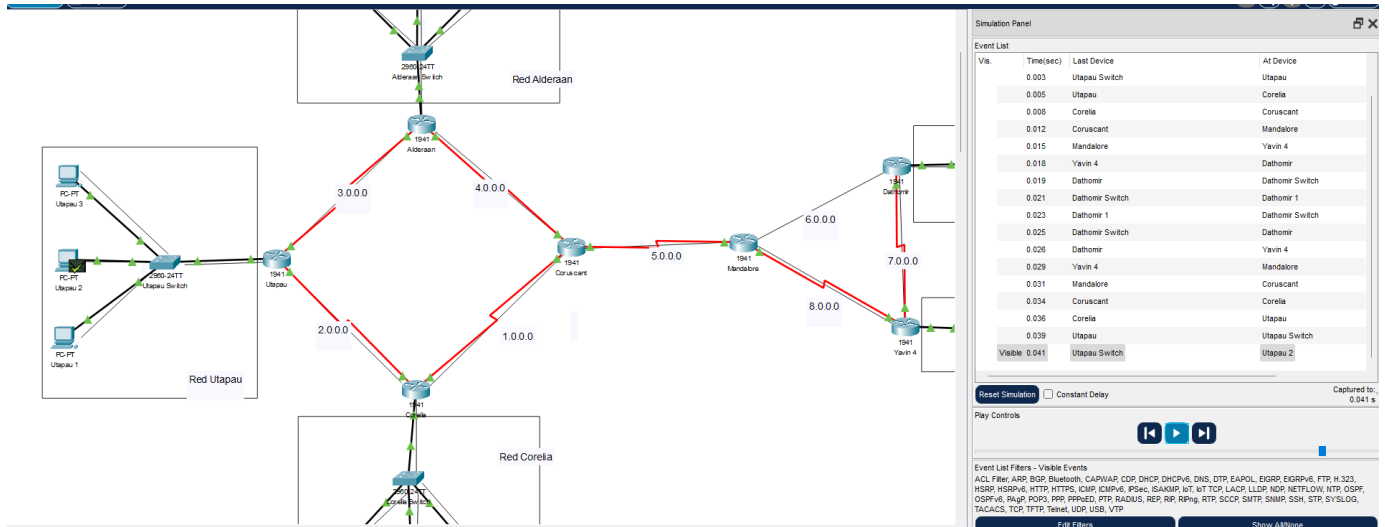 2960-24TT
Alderaan Switch
Red Alderaan
1941
Alderaan
3.0.0.0
4.0.0.0
PC-PT
Utapau 3
PC-PT
Utapau 2
2960-24TT
Utapau Switch
1941
Utapau
PC-PT
Utapau 1
Red Utapau
2.0.0.0
1.0.0.0
1941
Coruscant
5.0.0.0
1941
Mandalore
6.0.0.0
1941
Dathomir
7.0.0.0
8.0.0.0
1941
Yavin 4
1941
Corelia
Red Corelia
2960-24TT
Corelia Switch
Simulation Panel
Event List
Vis. Time(sec) Last Device At Device
0.003 Utapau Switch Utapau
0.005 Utapau Corelia
0.008 Corelia Coruscant
0.012 Coruscant Mandalore
0.015 Mandalore Yavin 4
0.018 Yavin 4 Dathomir
0.019 Dathomir Dathomir Switch
0.021 Dathomir Switch Dathomir 1
0.023 Dathomir 1 Dathomir Switch
0.025 Dathomir Switch Dathomir
0.026 Dathomir Yavin 4
0.029 Yavin 4 Mandalore
0.031 Mandalore Coruscant
0.034 Coruscant Corelia
0.036 Corelia Utapau
0.039 Utapau Utapau Switch
Visible 0.041 Utapau Switch Utapau 2
Reset Simulation Constant Delay Captured to:
0.041 s
Play Controls
Event List Filters - Visible Events
ACL Filter, ARP, BGP, Bluetooth, CAPWAP, CDP, DHCP, DHCPv6, DNS, DTP, EAPOL, EIGRP, EIGRPv6, FTP, H.323,
HSRP, HSRPv6, HTTP, HTTPS, ICMP, ICMPv6, IPSec, ISAKMP, IoT, IoT TCP, LACP, LLDP, NDP, NETFLOW, NTP, OSPF,
OSPFv6, PAgP, POP3, PPP, PPPoED, PTP, RADIUS, REP, RIP, RIPng, RTP, SCCP, SMTP, SNMP, SSH, STP, SYSLOG,
TACACS, TCP, TFTP, Telnet, UDP, USB, VTP
Edit Filters Show All/None